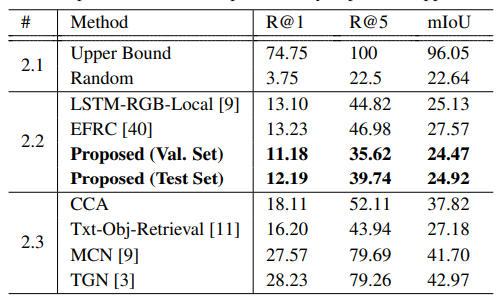 # Method R@1 R@5 mIoU
2.1 Upper Bound 74.75 100 96.05
Random 3.75 22.5 22.64
2.2 LSTM-RGB-Local [9] 13.10 44.82 25.13
EFRC [40] 13.23 46.98 27.57
Proposed (Val. Set) 11.18 35.62 24.47
Proposed (Test Set) 12.19 39.74 24.92
2.3 CCA 18.11 52.11 37.82
Txt-Obj-Retrieval [11] 16.20 43.94 27.18
MCN [9] 27.57 79.69 41.70
TGN [3] 28.23 79.26 42.97